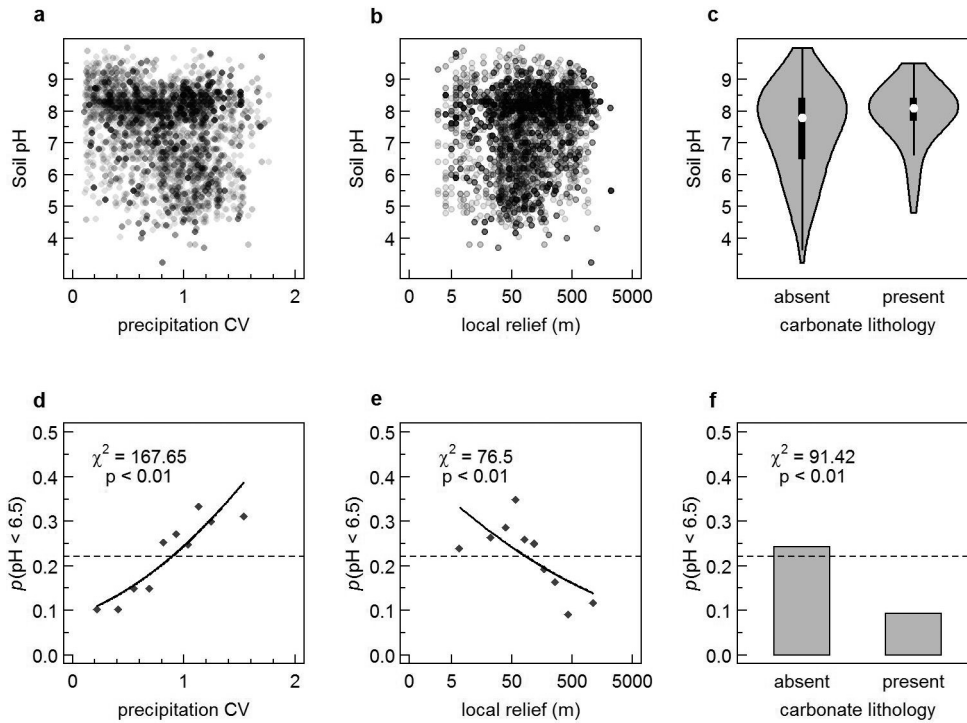 a
Soil pH
9
8
7
6
5
4
0 1 2
precipitation CV
b
Soil pH
9
8
7
6
5
4
5 50 500 5000
local relief (m)
c
Soil pH
9
8
7
6
5
4
absent present
carbonate lithology
d
χ² = 167.65
p < 0.01
p(pH < 6.5)
0.5
0.4
0.3
0.2
0.1
0.0
0 1 2
precipitation CV
e
χ² = 76.5
p < 0.01
p(pH < 6.5)
0.5
0.4
0.3
0.2
0.1
0.0
5 50 500 5000
local relief (m)
f
χ² = 91.42
p < 0.01
p(pH < 6.5)
0.5
0.4
0.3
0.2
0.1
0.0
absent present
carbonate lithology